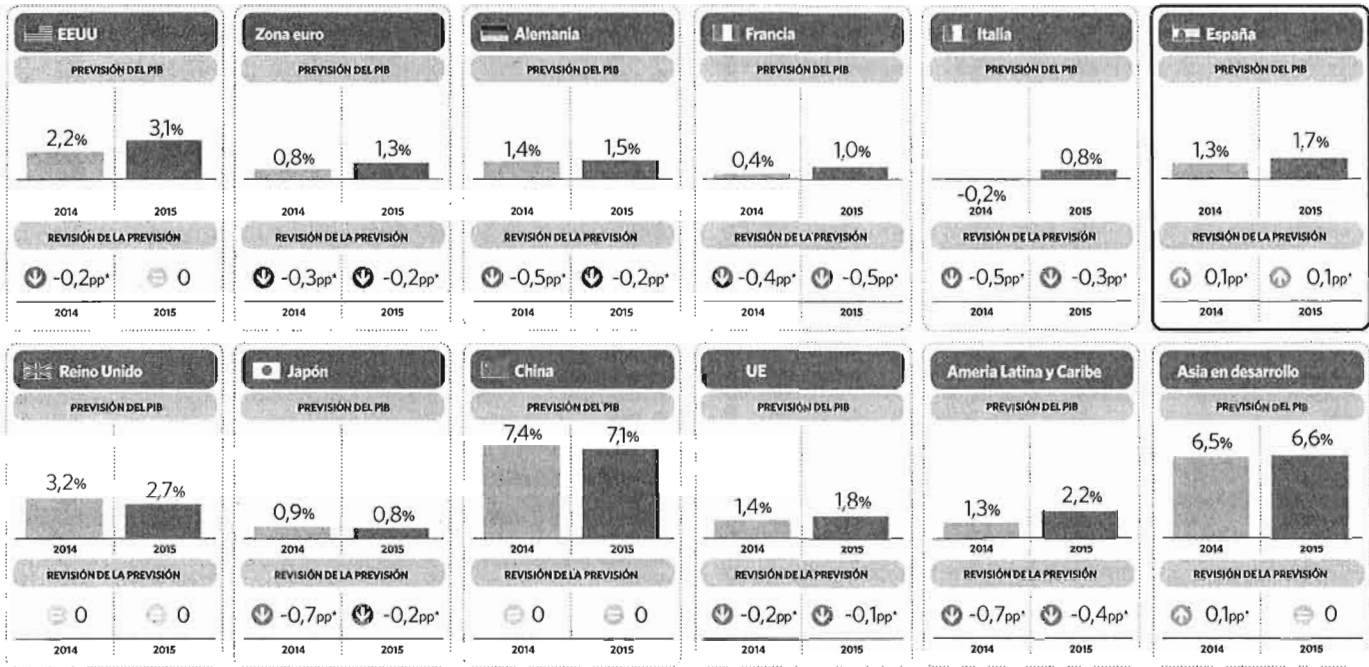 EEUU
PREVISIÓN DEL PIB
2,2% 3,1%
2014 2015
REVISIÓN DE LA PREVISIÓN
-0,2pp* 0
2014 2015
Zona euro
PREVISIÓN DEL PIB
0,8% 1,3%
2014 2015
REVISIÓN DE LA PREVISIÓN
-0,3pp* -0,2pp*
2014 2015
Alemania
PREVISIÓN DEL PIB
1,4% 1,5%
2014 2015
REVISIÓN DE LA PREVISIÓN
-0,5pp* -0,2pp*
2014 2015
Francia
PREVISIÓN DEL PIB
0,4% 1,0%
2014 2015
REVISIÓN DE LA PREVISIÓN
-0,4pp* -0,5pp*
2014 2015
Italia
PREVISIÓN DEL PIB
-0,2% 0,8%
2014 2015
REVISIÓN DE LA PREVISIÓN
-0,5pp* -0,3pp*
2014 2015
España
PREVISIÓN DEL PIB
1,3% 1,7%
2014 2015
REVISIÓN DE LA PREVISIÓN
0,1pp* 0,1pp*
2014 2015
Reino Unido
PREVISIÓN DEL PIB
3,2% 2,7%
2014 2015
REVISIÓN DE LA PREVISIÓN
0 0
2014 2015
Japón
PREVISIÓN DEL PIB
0,9% 0,8%
2014 2015
REVISIÓN DE LA PREVISIÓN
-0,7pp* -0,2pp*
2014 2015
China
PREVISIÓN DEL PIB
7,4% 7,1%
2014 2015
REVISIÓN DE LA PREVISIÓN
0 0
2014 2015
UE
PREVISIÓN DEL PIB
1,4% 1,8%
2014 2015
REVISIÓN DE LA PREVISIÓN
-0,2pp* -0,1pp*
2014 2015
Ameria Latina y Caribe
PREVISIÓN DEL PIB
1,3% 2,2%
2014 2015
REVISIÓN DE LA PREVISIÓN
-0,7pp* -0,4pp*
2014 2015
Asia en desarrollo
PREVISIÓN DEL PIB
6,5% 6,6%
2014 2015
REVISIÓN DE LA PREVISIÓN
0,1pp* 0
2014 2015